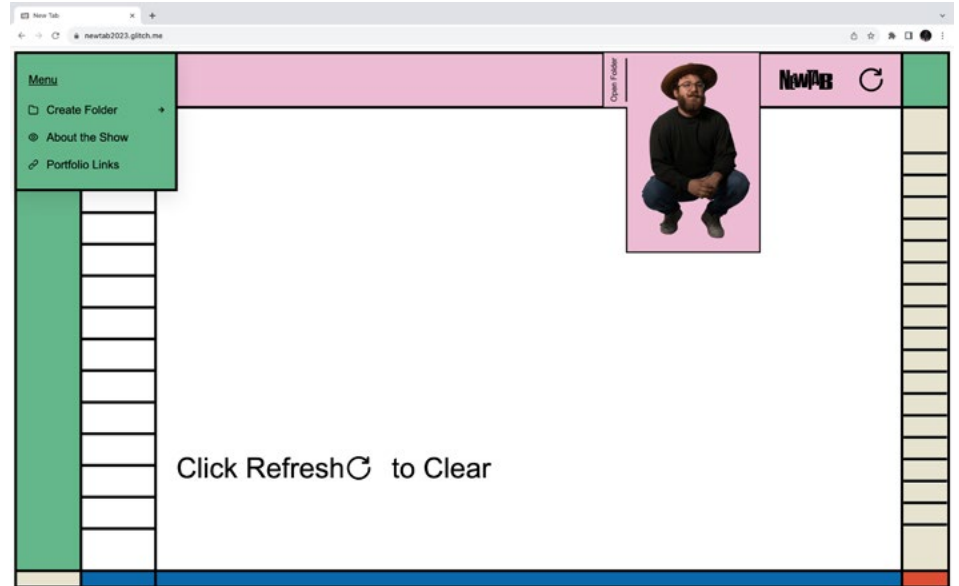 New Tab
newtab2023.glitch.me
Menu
Create Folder
About the Show
Portfolio Links
Open Folder
NEWTAB
Click Refresh to Clear